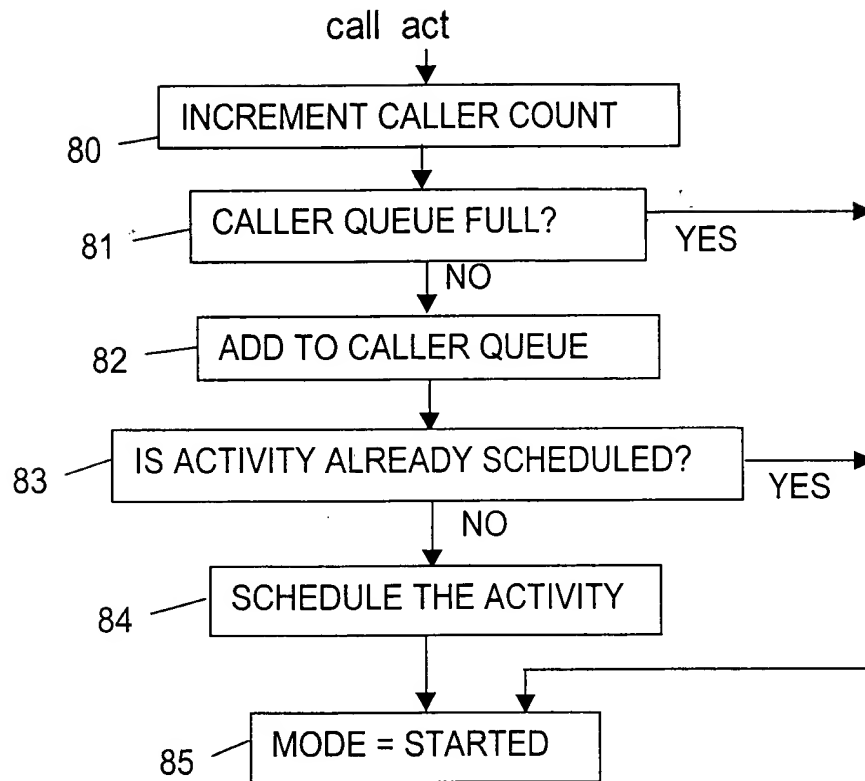 call act
INCREMENT CALLER COUNT
80
CALLER QUEUE FULL?
81
YES
NO
ADD TO CALLER QUEUE
82
IS ACTIVITY ALREADY SCHEDULED?
83
YES
NO
SCHEDULE THE ACTIVITY
84
MODE = STARTED
85